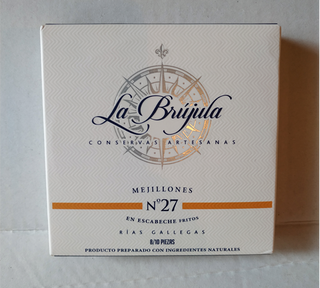 La Brújula
CONSERVAS ARTESANAS
MEJILLONES
Nº27
EN ESCABECHE FRITOS
RÍAS GALLEGAS
8/10 PIEZAS
PRODUCTO PREPARADO CON INGREDIENTES NATURALES